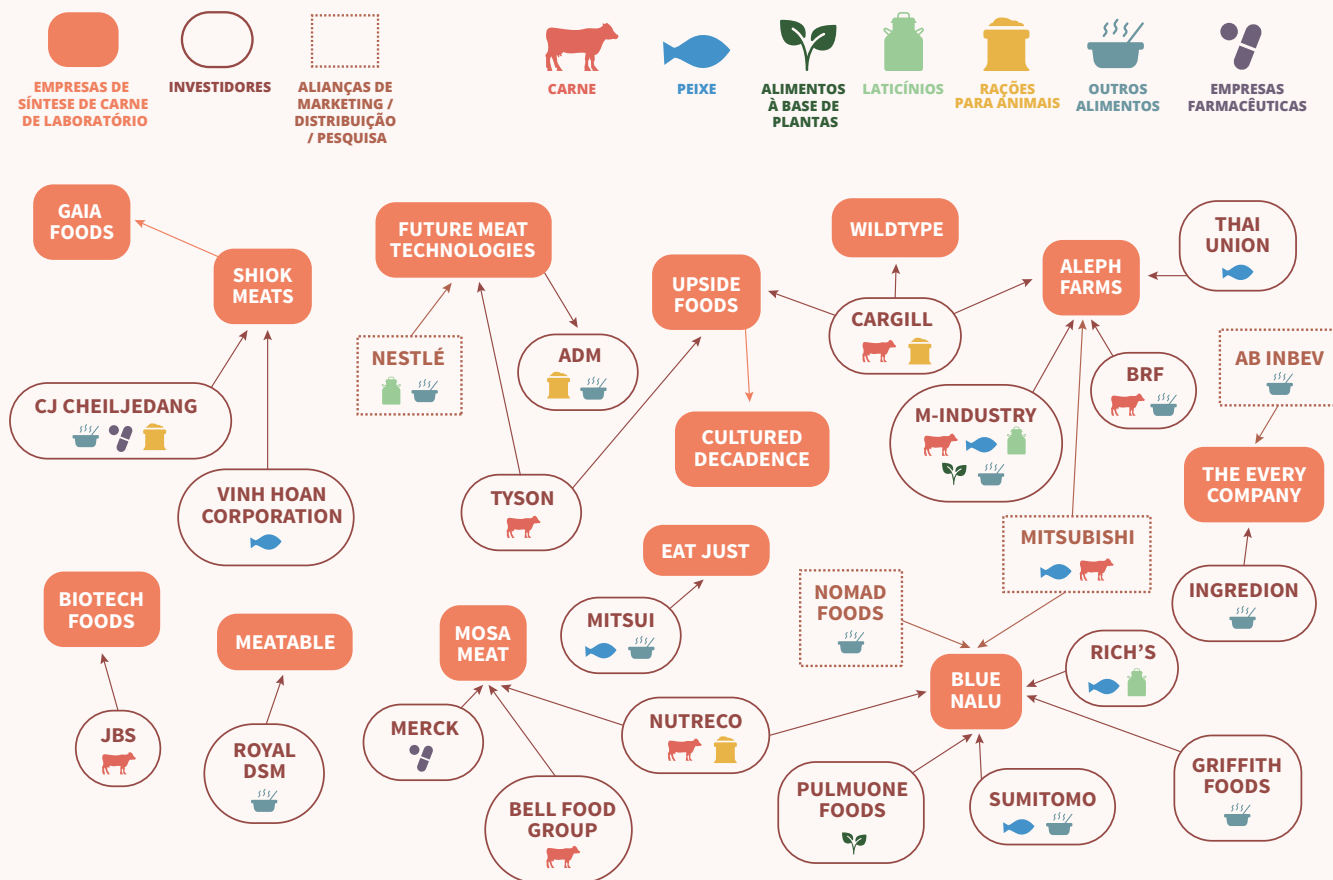 EMPRESAS DE
SÍNTESE DE CARNE
DE LABORATÓRIO
INVESTIDORES
ALIANÇAS DE
MARKETING /
DISTRIBUIÇÃO
/ PESQUISA
CARNE
PEIXE
ALIMENTOS
À BASE DE
PLANTAS
LATICÍNIOS
RAÇÕES
PARA ANIMAIS
OUTROS
ALIMENTOS
EMPRESAS
FARMACÊUTICAS
GAIA
FOODS
SHIOK
MEATS
FUTURE MEAT
TECHNOLOGIES
UPSIDE
FOODS
WILDTYPE
ALEPH
FARMS
THAI
UNION
CARGILL
NESTLÉ
ADM
BRF
AB INBEV
CJ CHEILJEDANG
M-INDUSTRY
CULTURED
DECADENCE
THE EVERY
COMPANY
VINH HOAN
CORPORATION
TYSON
EAT JUST
MITSUBISHI
BIOTECH
FOODS
MEATABLE
MOSA
MEAT
MITSUI
NOMAD
FOODS
INGREDION
RICH'S
BLUE
NALU
JBS
ROYAL
DSM
MERCK
NUTRECO
BELL FOOD
GROUP
PULMUONE
FOODS
SUMITOMO
GRIFFITH
FOODS